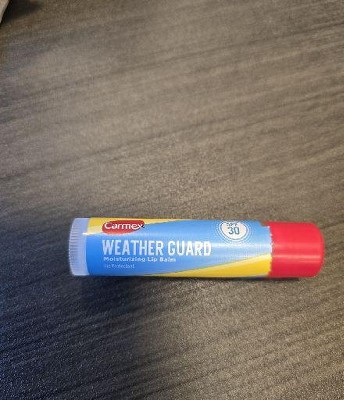 Carmex
SPF
30
WEATHER GUARD
Moisturizing Lip Balm